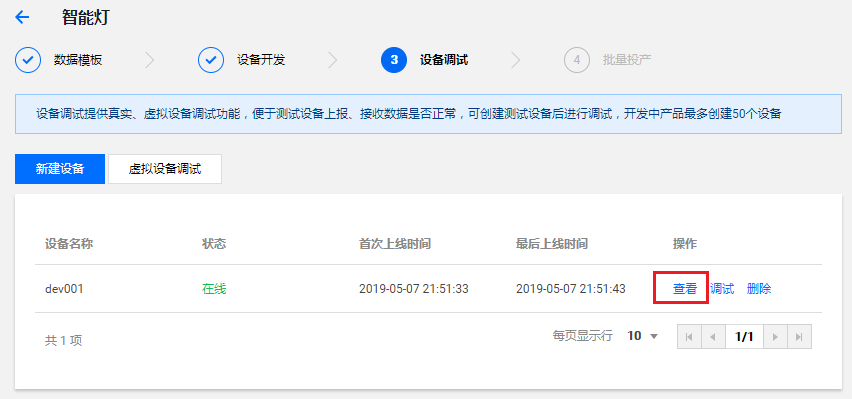 智能灯
数据模板 设备开发 3 设备调试 4 批量投产
设备调试提供真实、虚拟设备调试功能，便于测试设备上报、接收数据是否正常，可创建测试设备后进行调试，开发中产品最多创建50个设备
新建设备 虚拟设备调试
设备名称 状态 首次上线时间 最后上线时间 操作
dev001 在线 2019-05-07 21:51:33 2019-05-07 21:51:43 查看 调试 删除
共 1 项 每页显示行 10 1/1